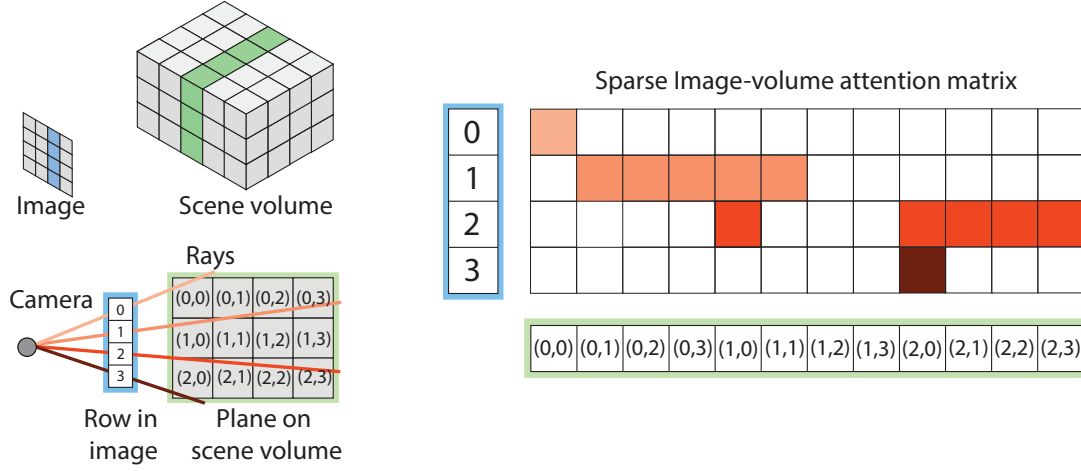 Image
Scene volume
Rays
Camera
0
1
2
3
(0,0) (0,1) (0,2) (0,3)
(1,0) (1,1) (1,2) (1,3)
(2,0) (2,1) (2,2) (2,3)
Row in
image
Plane on
scene volume
Sparse Image-volume attention matrix
0
1
2
3
(0,0) (0,1) (0,2) (0,3) (1,0) (1,1) (1,2) (1,3) (2,0) (2,1) (2,2) (2,3)